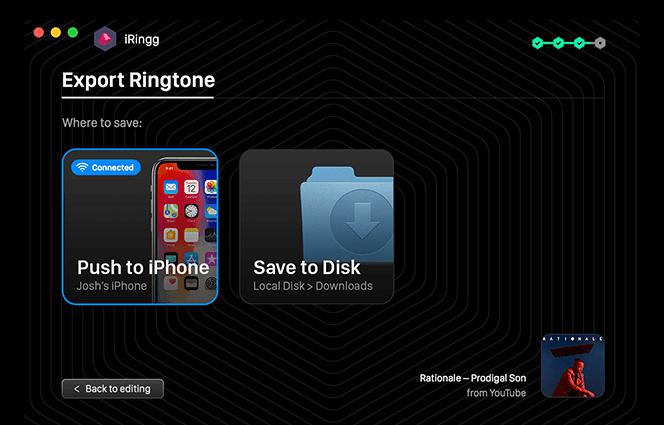 iRingg
Export Ringtone
Where to save:
Connected
Push to iPhone
Josh's iPhone
Save to Disk
Local Disk > Downloads
RATIONALE
Rationale – Prodigal Son
from YouTube
< Back to editing